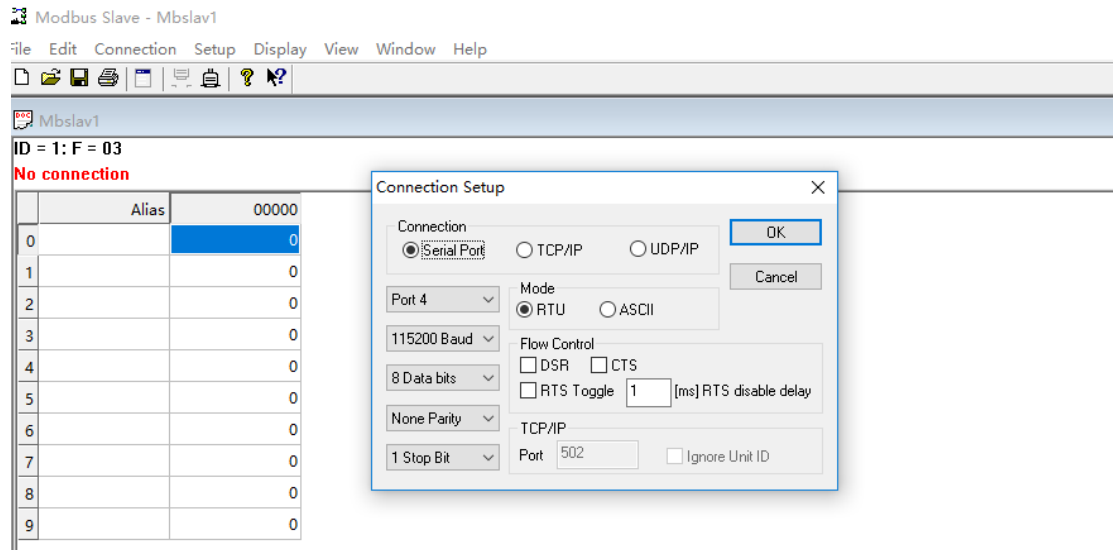 Modbus Slave - Mbslav1
File Edit Connection Setup Display View Window Help
Mbslav1
ID = 1: F = 03
No connection
Alias 00000
0 0
1 0
2 0
3 0
4 0
5 0
6 0
7 0
8 0
9 0
Connection Setup
Connection
Serial Port TCP/IP UDP/IP
OK
Cancel
Port 4
115200 Baud
8 Data bits
None Parity
1 Stop Bit
Mode
RTU ASCII
Flow Control
DSR CTS
RTS Toggle 1 [ms] RTS disable delay
TCP/IP
Port 502 Ignore Unit ID